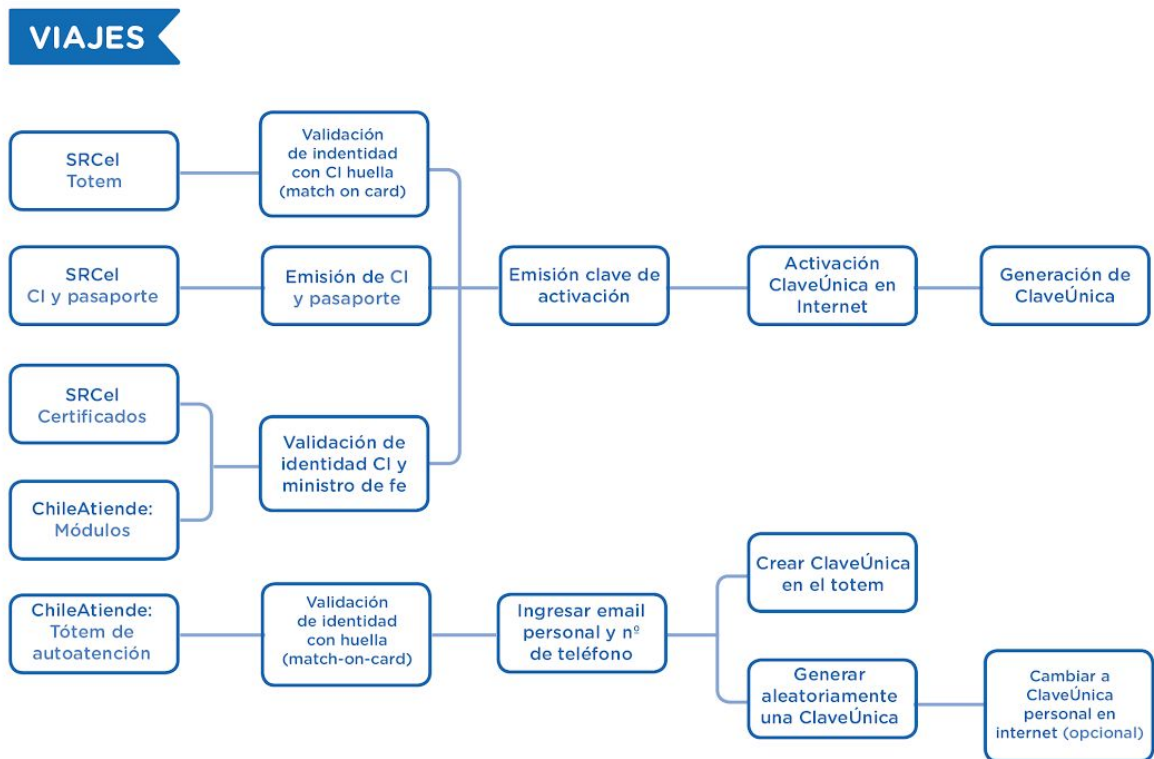 VIAJES
SRCel
Totem
Validación
de indentidad
con CI huella
(match on card)
SRCel
CI y pasaporte
Emisión de CI
y pasaporte
Emisión clave de
activación
Activación
ClaveÚnica en
Internet
Generación de
ClaveÚnica
SRCel
Certificados
ChileAtiende:
Módulos
Validación de
identidad CI y
ministro de fe
ChileAtiende:
Tótem de
autoatención
Validación
de identidad
con huella
(match-on-card)
Ingresar email
personal y nº
de teléfono
Crear ClaveÚnica
en el totem
Generar
aleatoriamente
una ClaveÚnica
Cambiar a
ClaveÚnica
personal en
internet (opcional)